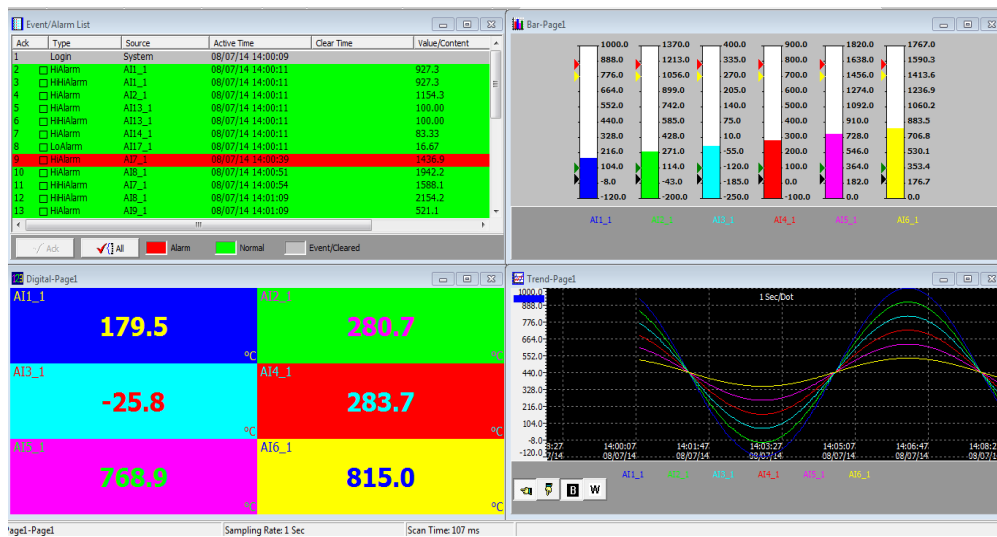 Event/Alarm List
Ack Type Source Active Time Clear Time Value/Content
1 Login System 08/07/14 14:00:09
2 HiAlarm AI1_1 08/07/14 14:00:11 927.3
3 HiHiAlarm AI1_1 08/07/14 14:00:11 927.3
4 HiAlarm AI2_1 08/07/14 14:00:11 1154.3
5 HiAlarm AI13_1 08/07/14 14:00:11 100.00
6 HiHiAlarm AI13_1 08/07/14 14:00:11 100.00
7 HiAlarm AI14_1 08/07/14 14:00:11 83.33
8 LoAlarm AI17_1 08/07/14 14:00:11 16.67
9 HiAlarm AI7_1 08/07/14 14:00:39 1436.9
10 HiAlarm AI8_1 08/07/14 14:00:51 1942.2
11 HiHiAlarm AI7_1 08/07/14 14:00:54 1588.1
12 HiHiAlarm AI8_1 08/07/14 14:01:09 2154.2
13 HiAlarm AI9_1 08/07/14 14:01:09 521.1
Ack All Alarm Normal Event/Cleared
Bar-Page1
1000.0 1370.0 400.0 900.0 1820.0 1767.0
888.0 1213.0 335.0 800.0 1638.0 1590.3
776.0 1056.0 270.0 700.0 1456.0 1413.6
664.0 899.0 205.0 600.0 1274.0 1236.9
552.0 742.0 140.0 500.0 1092.0 1060.2
440.0 585.0 75.0 400.0 910.0 883.5
328.0 428.0 10.0 300.0 728.0 706.8
216.0 271.0 -55.0 200.0 546.0 530.1
104.0 114.0 -120.0 100.0 364.0 353.4
-8.0 -43.0 -185.0 0.0 182.0 176.7
-120.0 -200.0 -250.0 -100.0 0.0 0.0
AI1_1 AI2_1 AI3_1 AI4_1 AI5_1 AI6_1
Digital-Page1
AI1_1 AI2_1
179.5 280.7
°C °C
AI3_1 AI4_1
-25.8 283.7
°C °C
AI5_1 AI6_1
768.9 815.0
°C °C
Trend-Page1
1000.0
1 Sec/Dot
888.0
776.0
664.0
552.0
440.0
328.0
216.0
104.0
-8.0
-120.0
3:27 14:00:07 14:01:47 14:03:27 14:05:07 14:06:47 14:08:2
7/14 08/07/14 08/07/14 08/07/14 08/07/14 08/07/14 08/07/1
AI1_1 AI2_1 AI3_1 AI4_1 AI5_1 AI6_1
B W
Page1-Page1 Sampling Rate: 1 Sec Scan Time: 107 ms